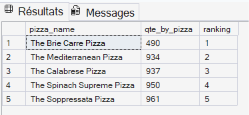 Résultats Messages
pizza_name qte_by_pizza ranking
1 The Brie Carre Pizza 490 1
2 The Mediterranean Pizza 934 2
3 The Calabrese Pizza 937 3
4 The Spinach Supreme Pizza 950 4
5 The Soppressata Pizza 961 5